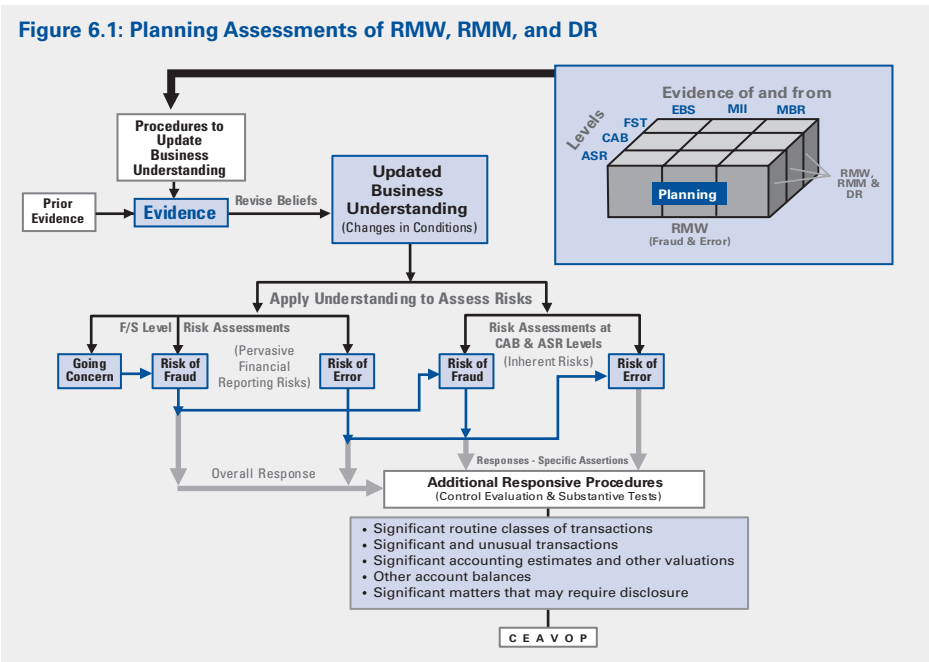 Figure 6.1: Planning Assessments of RMW, RMM, and DR
Evidence of and from
EBS
MII
MBR
Levels
FST
CAB
ASR
Planning
RMW,
RMM &
DR
RMW
(Fraud & Error)
Procedures to
Update
Business
Understanding
Prior
Evidence
Evidence
Revise Beliefs
Updated
Business
Understanding
(Changes in Conditions)
Apply Understanding to Assess Risks
F/S Level
Risk Assessments
(Pervasive
Financial
Reporting Risks)
Going
Concern
Risk of
Fraud
Risk of
Error
Risk Assessments at
CAB & ASR Levels
(Inherent Risks)
Risk of
Fraud
Risk of
Error
Overall Response
Responses - Specific Assertions
Additional Responsive Procedures
(Control Evaluation & Substantive Tests)
• Significant routine classes of transactions
• Significant and unusual transactions
• Significant accounting estimates and other valuations
• Other account balances
• Significant matters that may require disclosure
C E A V O P